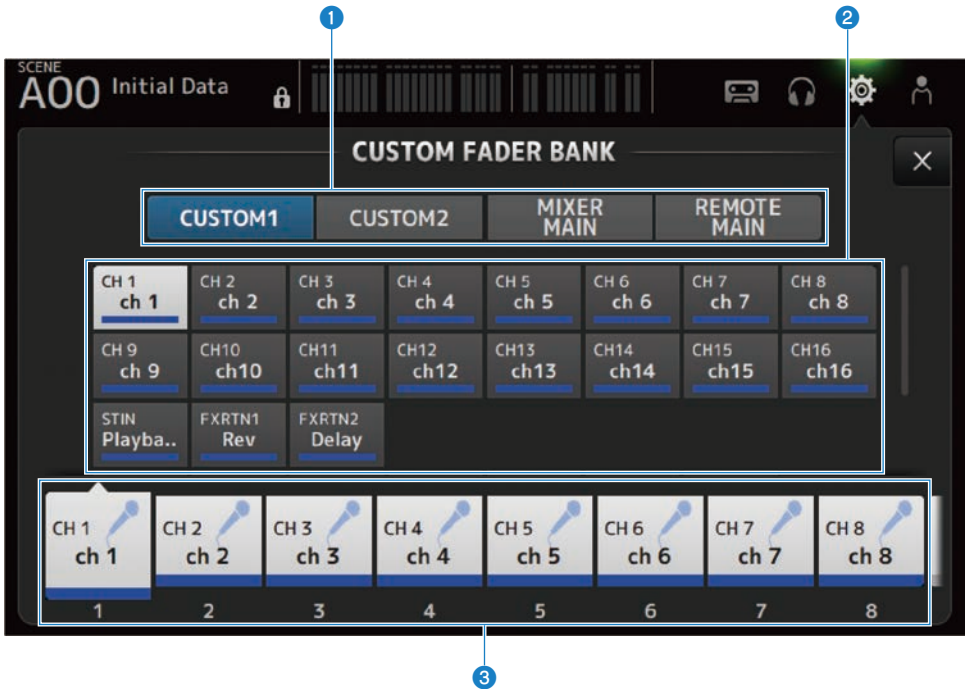 1 2
SCENE
A00 Initial Data
CUSTOM FADER BANK
CUSTOM1 CUSTOM2 MIXER MAIN REMOTE MAIN
CH 1 CH 2 CH 3 CH 4 CH 5 CH 6 CH 7 CH 8
ch 1 ch 2 ch 3 ch 4 ch 5 ch 6 ch 7 ch 8
CH 9 CH10 CH11 CH12 CH13 CH14 CH15 CH16
ch 9 ch10 ch11 ch12 ch13 ch14 ch15 ch16
STIN FXRTN1 FXRTN2
Playba.. Rev Delay
CH 1 CH 2 CH 3 CH 4 CH 5 CH 6 CH 7 CH 8
ch 1 ch 2 ch 3 ch 4 ch 5 ch 6 ch 7 ch 8
1 2 3 4 5 6 7 8
3